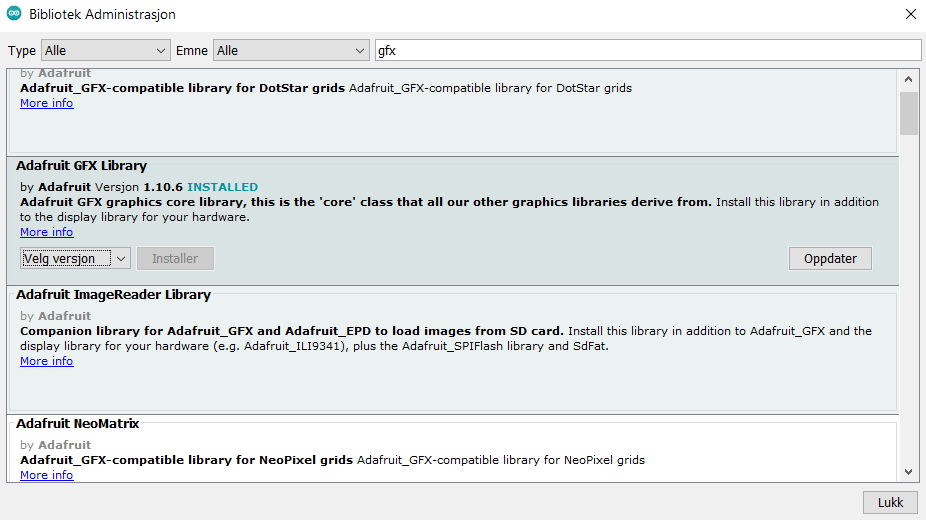 Bibliotek Administrasjon
Type Alle Emne Alle gfx
by Adafruit
Adafruit_GFX-compatible library for DotStar grids Adafruit_GFX-compatible library for DotStar grids
More info
Adafruit GFX Library
by Adafruit Versjon 1.10.6 INSTALLED
Adafruit GFX graphics core library, this is the 'core' class that all our other graphics libraries derive from. Install this library in addition
to the display library for your hardware.
More info
Velg versjon Installer Oppdater
Adafruit ImageReader Library
by Adafruit
Companion library for Adafruit_GFX and Adafruit_EPD to load images from SD card. Install this library in addition to Adafruit_GFX and the
display library for your hardware (e.g. Adafruit_ILI9341), plus the Adafruit_SPIFlash library and SdFat.
More info
Adafruit NeoMatrix
by Adafruit
Adafruit_GFX-compatible library for NeoPixel grids Adafruit_GFX-compatible library for NeoPixel grids
More info
Lukk